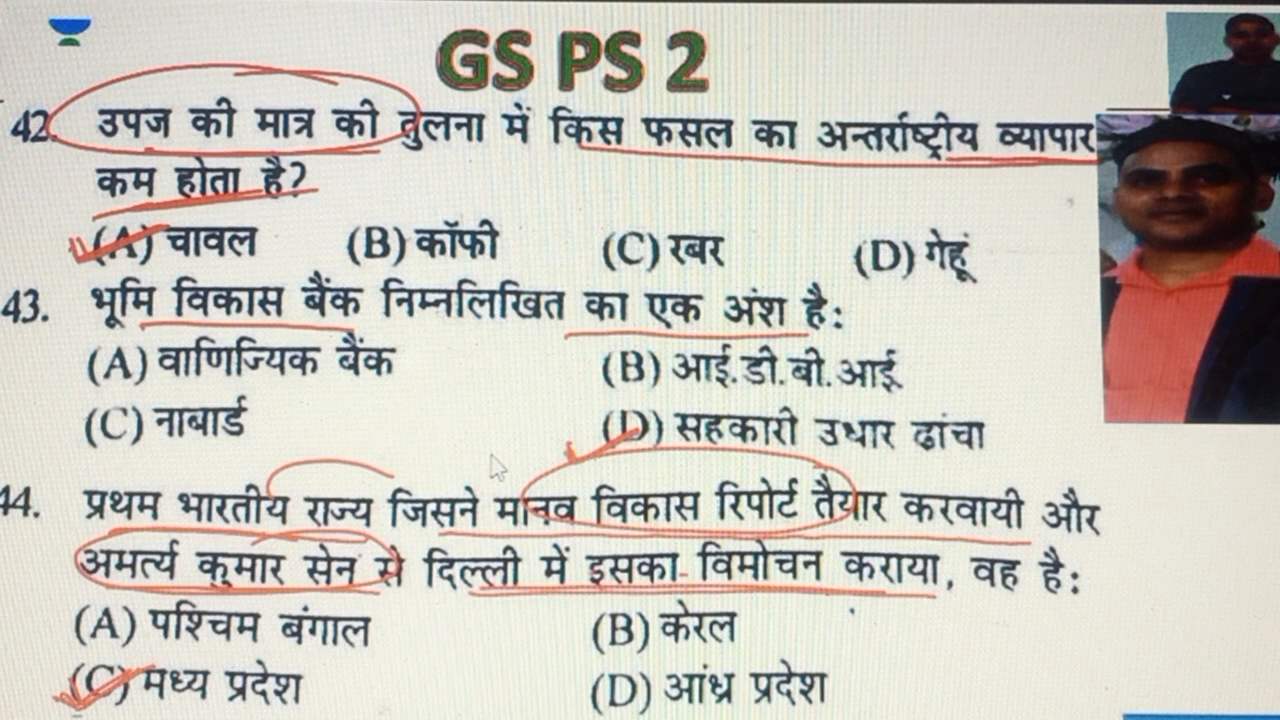 GS PS 2
42. उपज की मात्र की तुलना में किस फसल का अन्तर्राष्ट्रीय व्यापार
कम होता है?
(A) चावल (B) कॉफी (C) रबर (D) गेहूं
43. भूमि विकास बैंक निम्नलिखित का एक अंश है:
(A) वाणिज्यिक बैंक (B) आई.डी.बी.आई.
(C) नाबार्ड (D) सहकारी उधार ढांचा
44. प्रथम भारतीय राज्य जिसने मानव विकास रिपोर्ट तैयार करवायी और
अमर्त्य कुमार सेन से दिल्ली में इसका विमोचन कराया, वह है:
(A) पश्चिम बंगाल (B) केरल
(C) मध्य प्रदेश (D) आंध्र प्रदेश